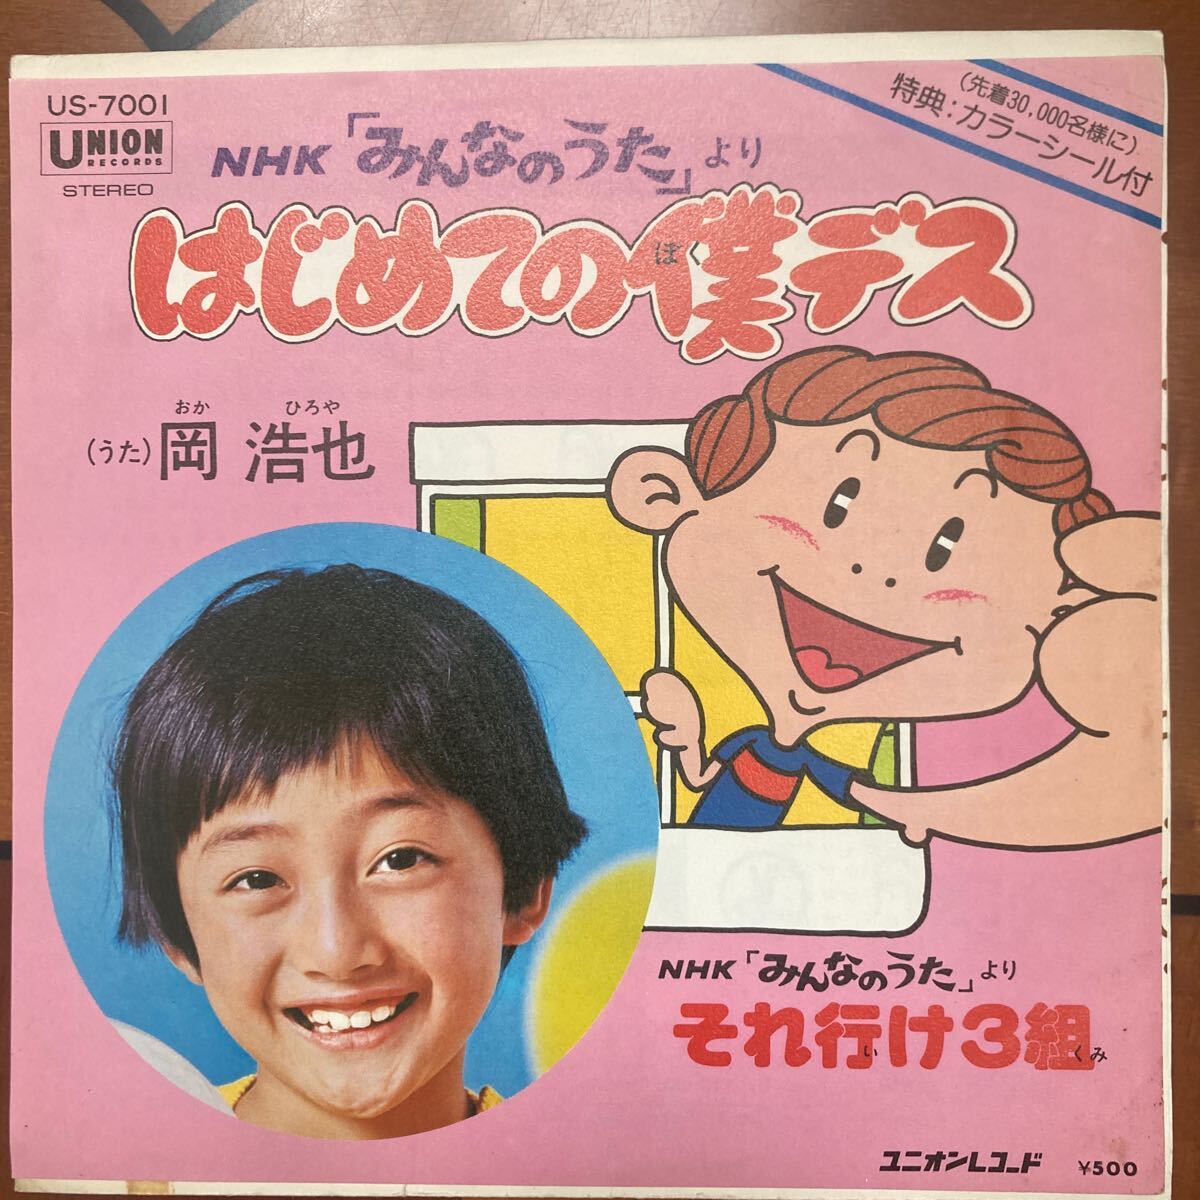 US-7001
UNION
RECORDS
STEREO
(先着30,000名様に)
特典:カラーシール付
NHK「みんなのうた」より
はじめての僕デス
ぼく
おか ひろや
(うた)岡 浩也
NHK「みんなのうた」より
それ行け3組
い くみ
ユニオンレコード ¥500